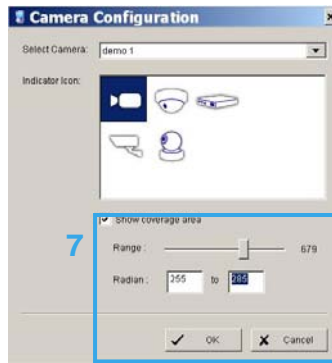 Camera Configuration
Select Camera: demo 1
Indicator Icon:
Show coverage area
7
Range : 679
Radian : 255 to 285
OK Cancel